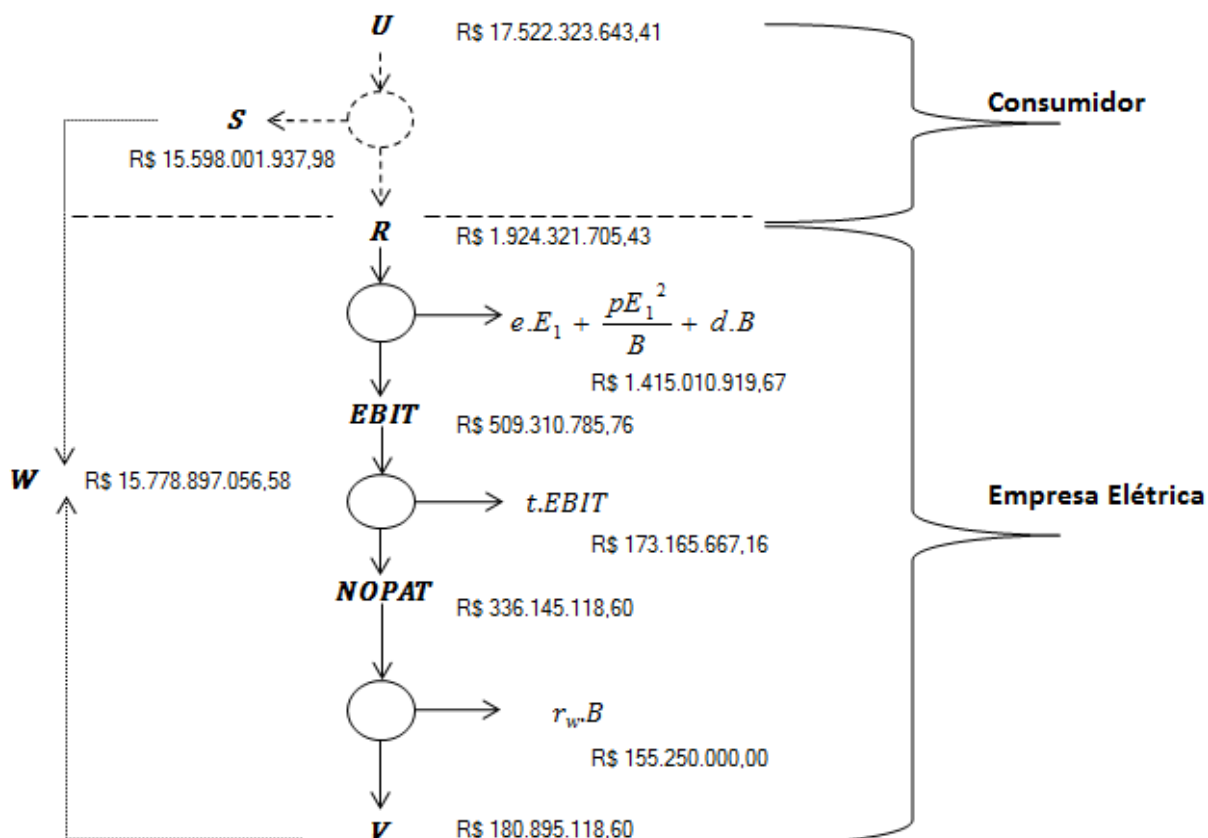 U R$ 17.522.323.643,41
Consumidor
S
R$ 15.598.001.937,98
R R$ 1.924.321.705,43
e.E₁ + pE₁²/B + d.B
R$ 1.415.010.919,67
EBIT R$ 509.310.785,76
W R$ 15.778.897.056,58
t.EBIT
Empresa Elétrica
R$ 173.165.667,16
NOPAT R$ 336.145.118,60
r_w.B
R$ 155.250.000,00
V R$ 180.895.118,60